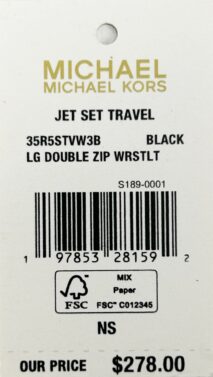 MICHAEL
MICHAEL KORS
JET SET TRAVEL
35R5STVW3B BLACK
LG DOUBLE ZIP WRSTLT
S189-0001
1 97853 28159 2
FSC
MIX
Paper
FSC™ C012345
NS
OUR PRICE $278.00